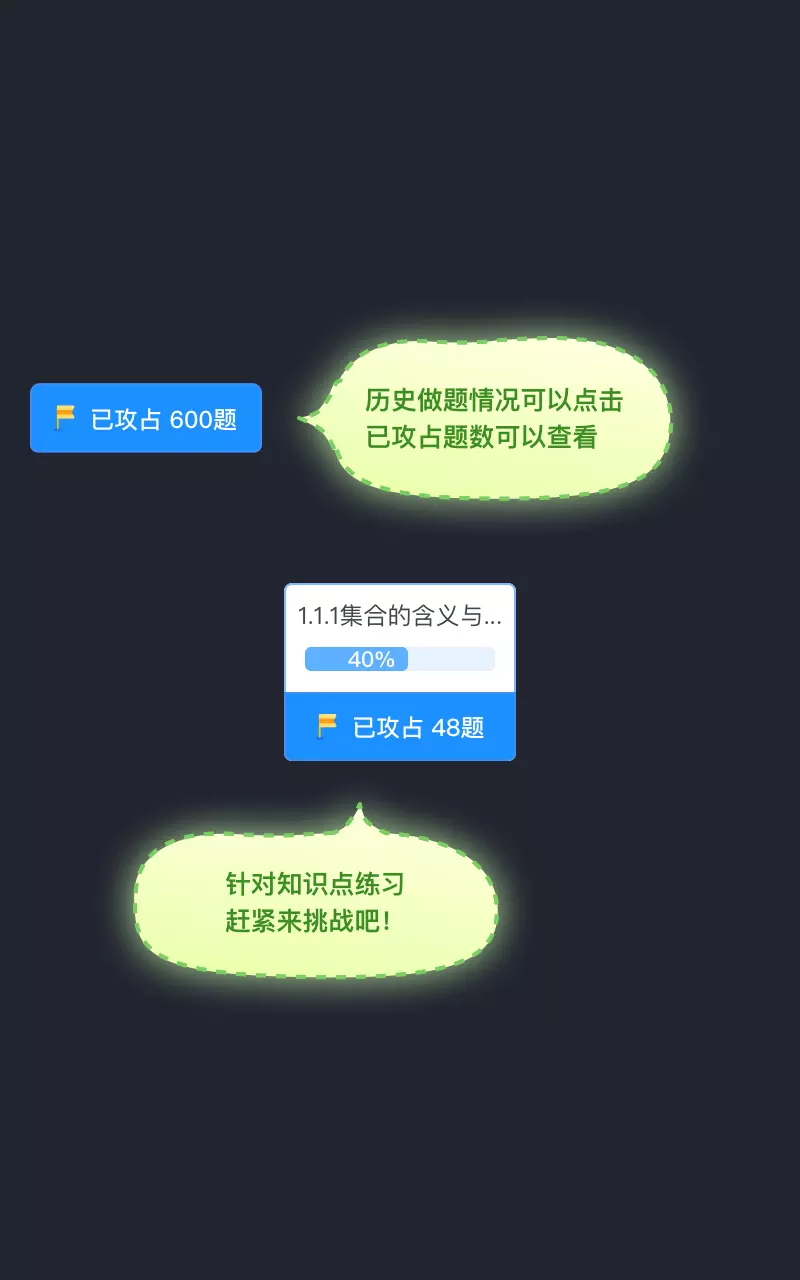 已攻占 600题
历史做题情况可以点击
已攻占题数可以查看
1.1.1集合的含义与...
40%
已攻占 48题
针对知识点练习
赶紧来挑战吧！